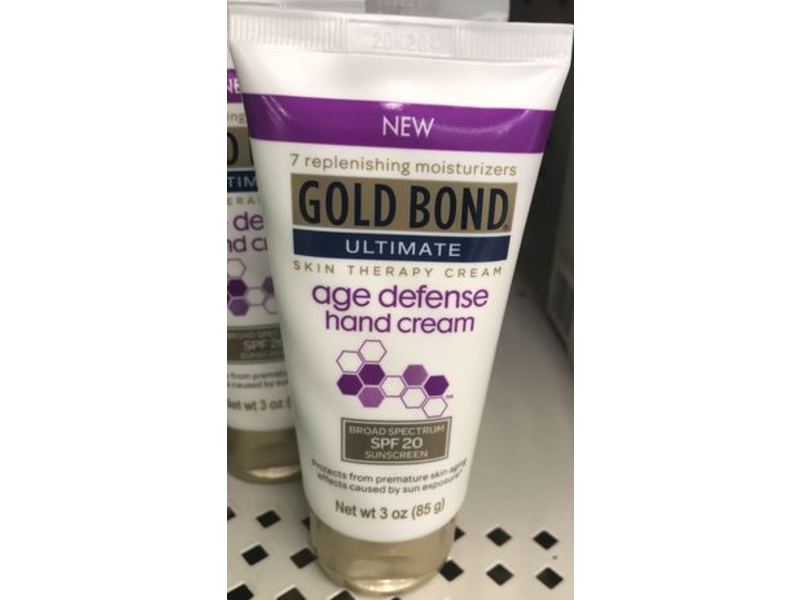 NEW
7 replenishing moisturizers
GOLD BOND
ULTIMATE
SKIN THERAPY CREAM
age defense
hand cream
BROAD SPECTRUM
SPF 20
SUNSCREEN
Protects from premature skin aging
effects caused by sun exposure*
Net wt 3 oz (85 g)